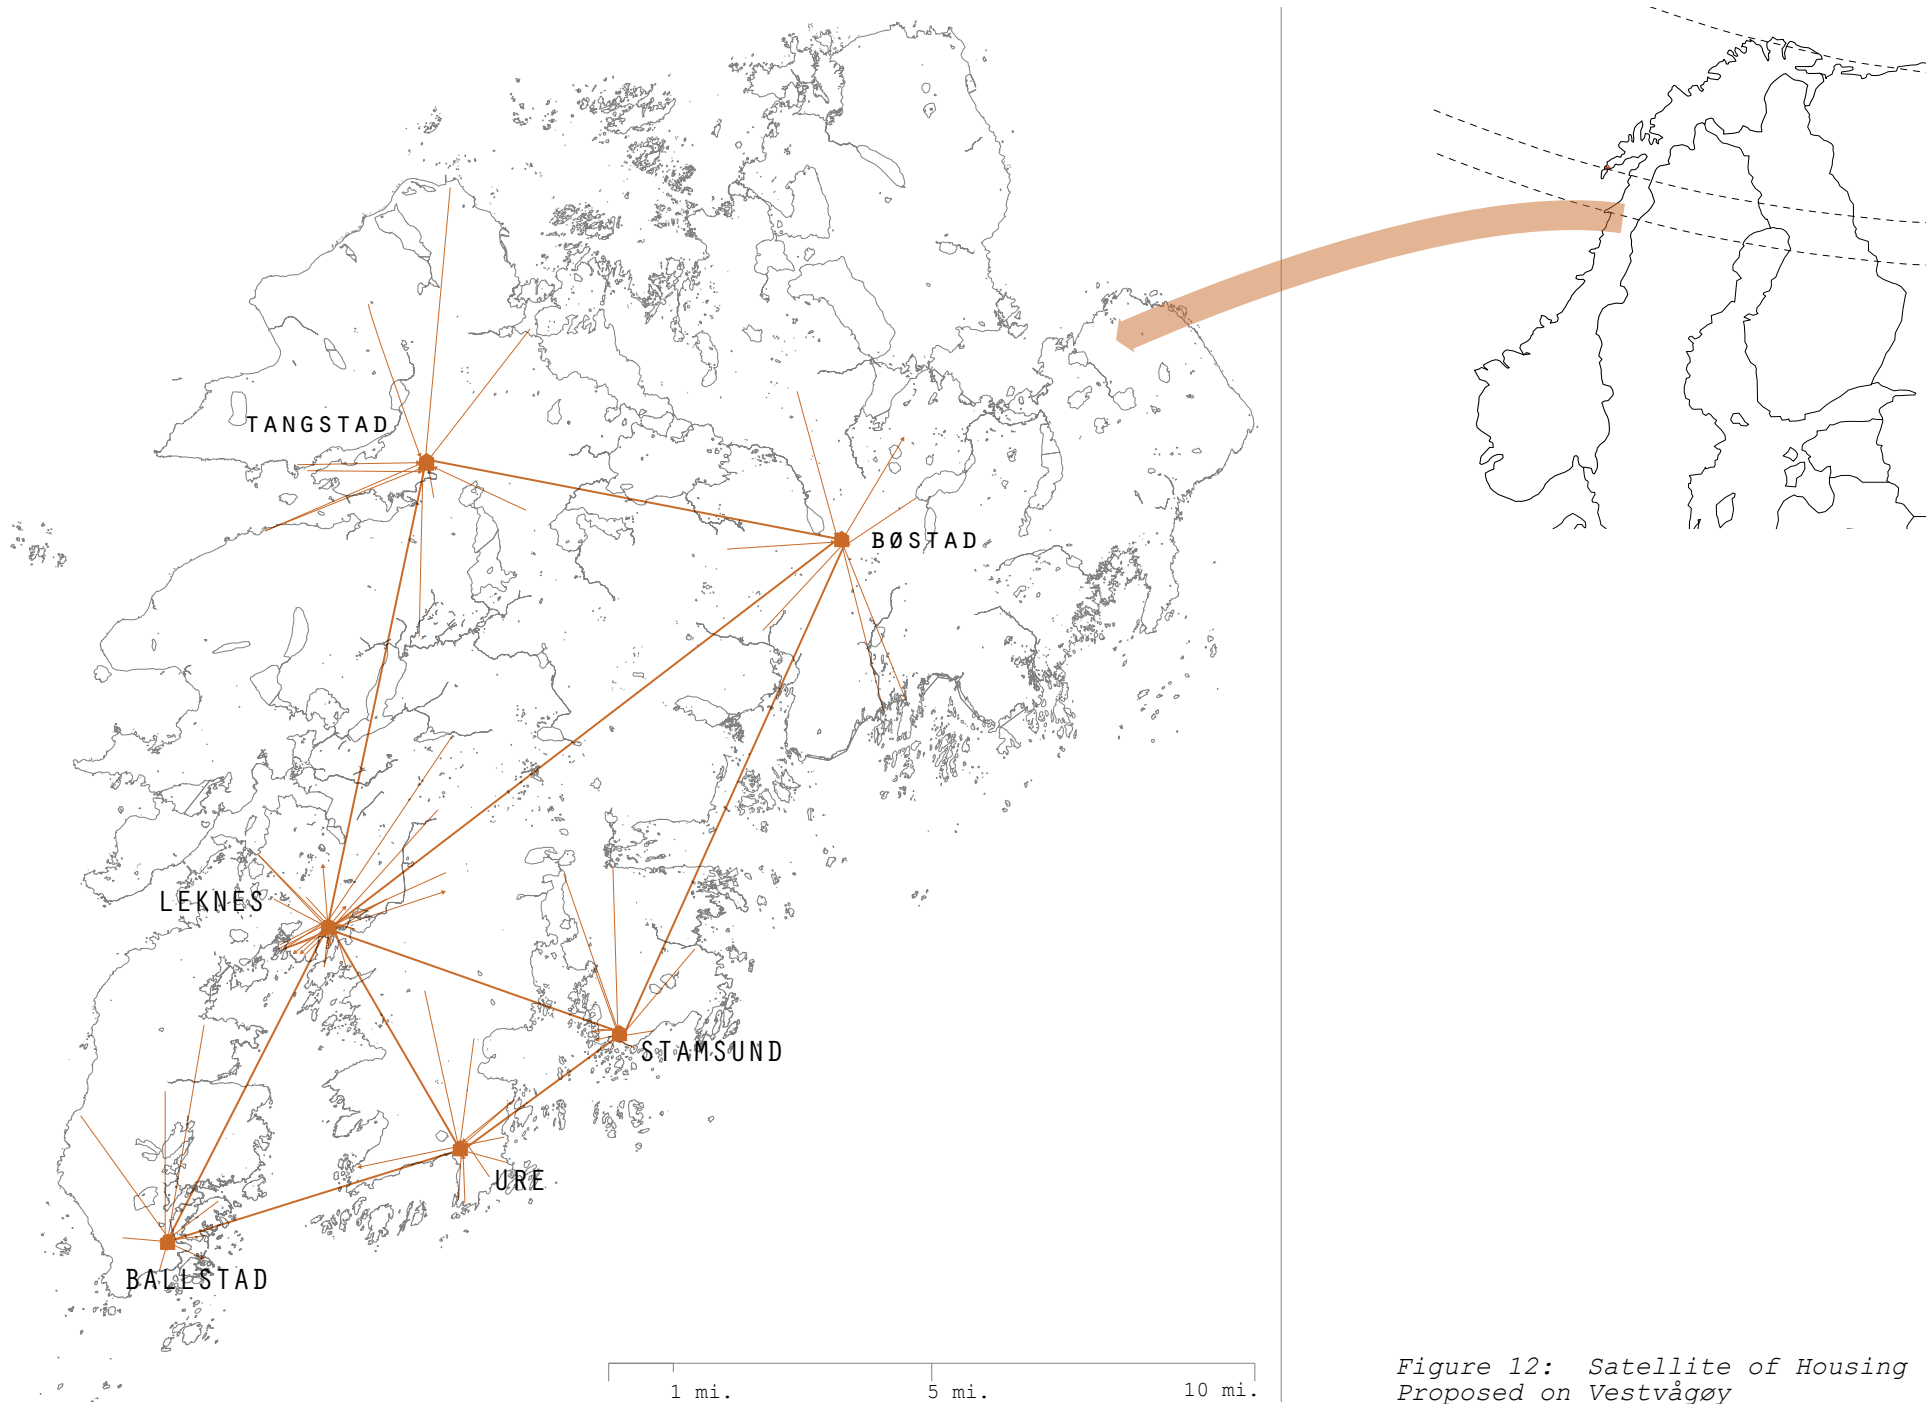 TANGSTAD
BØSTAD
LEKNES
STAMSUND
URE
BALLSTAD
1 mi.
5 mi.
10 mi.
Figure 12:  Satellite of Housing
Proposed on Vestvågøy